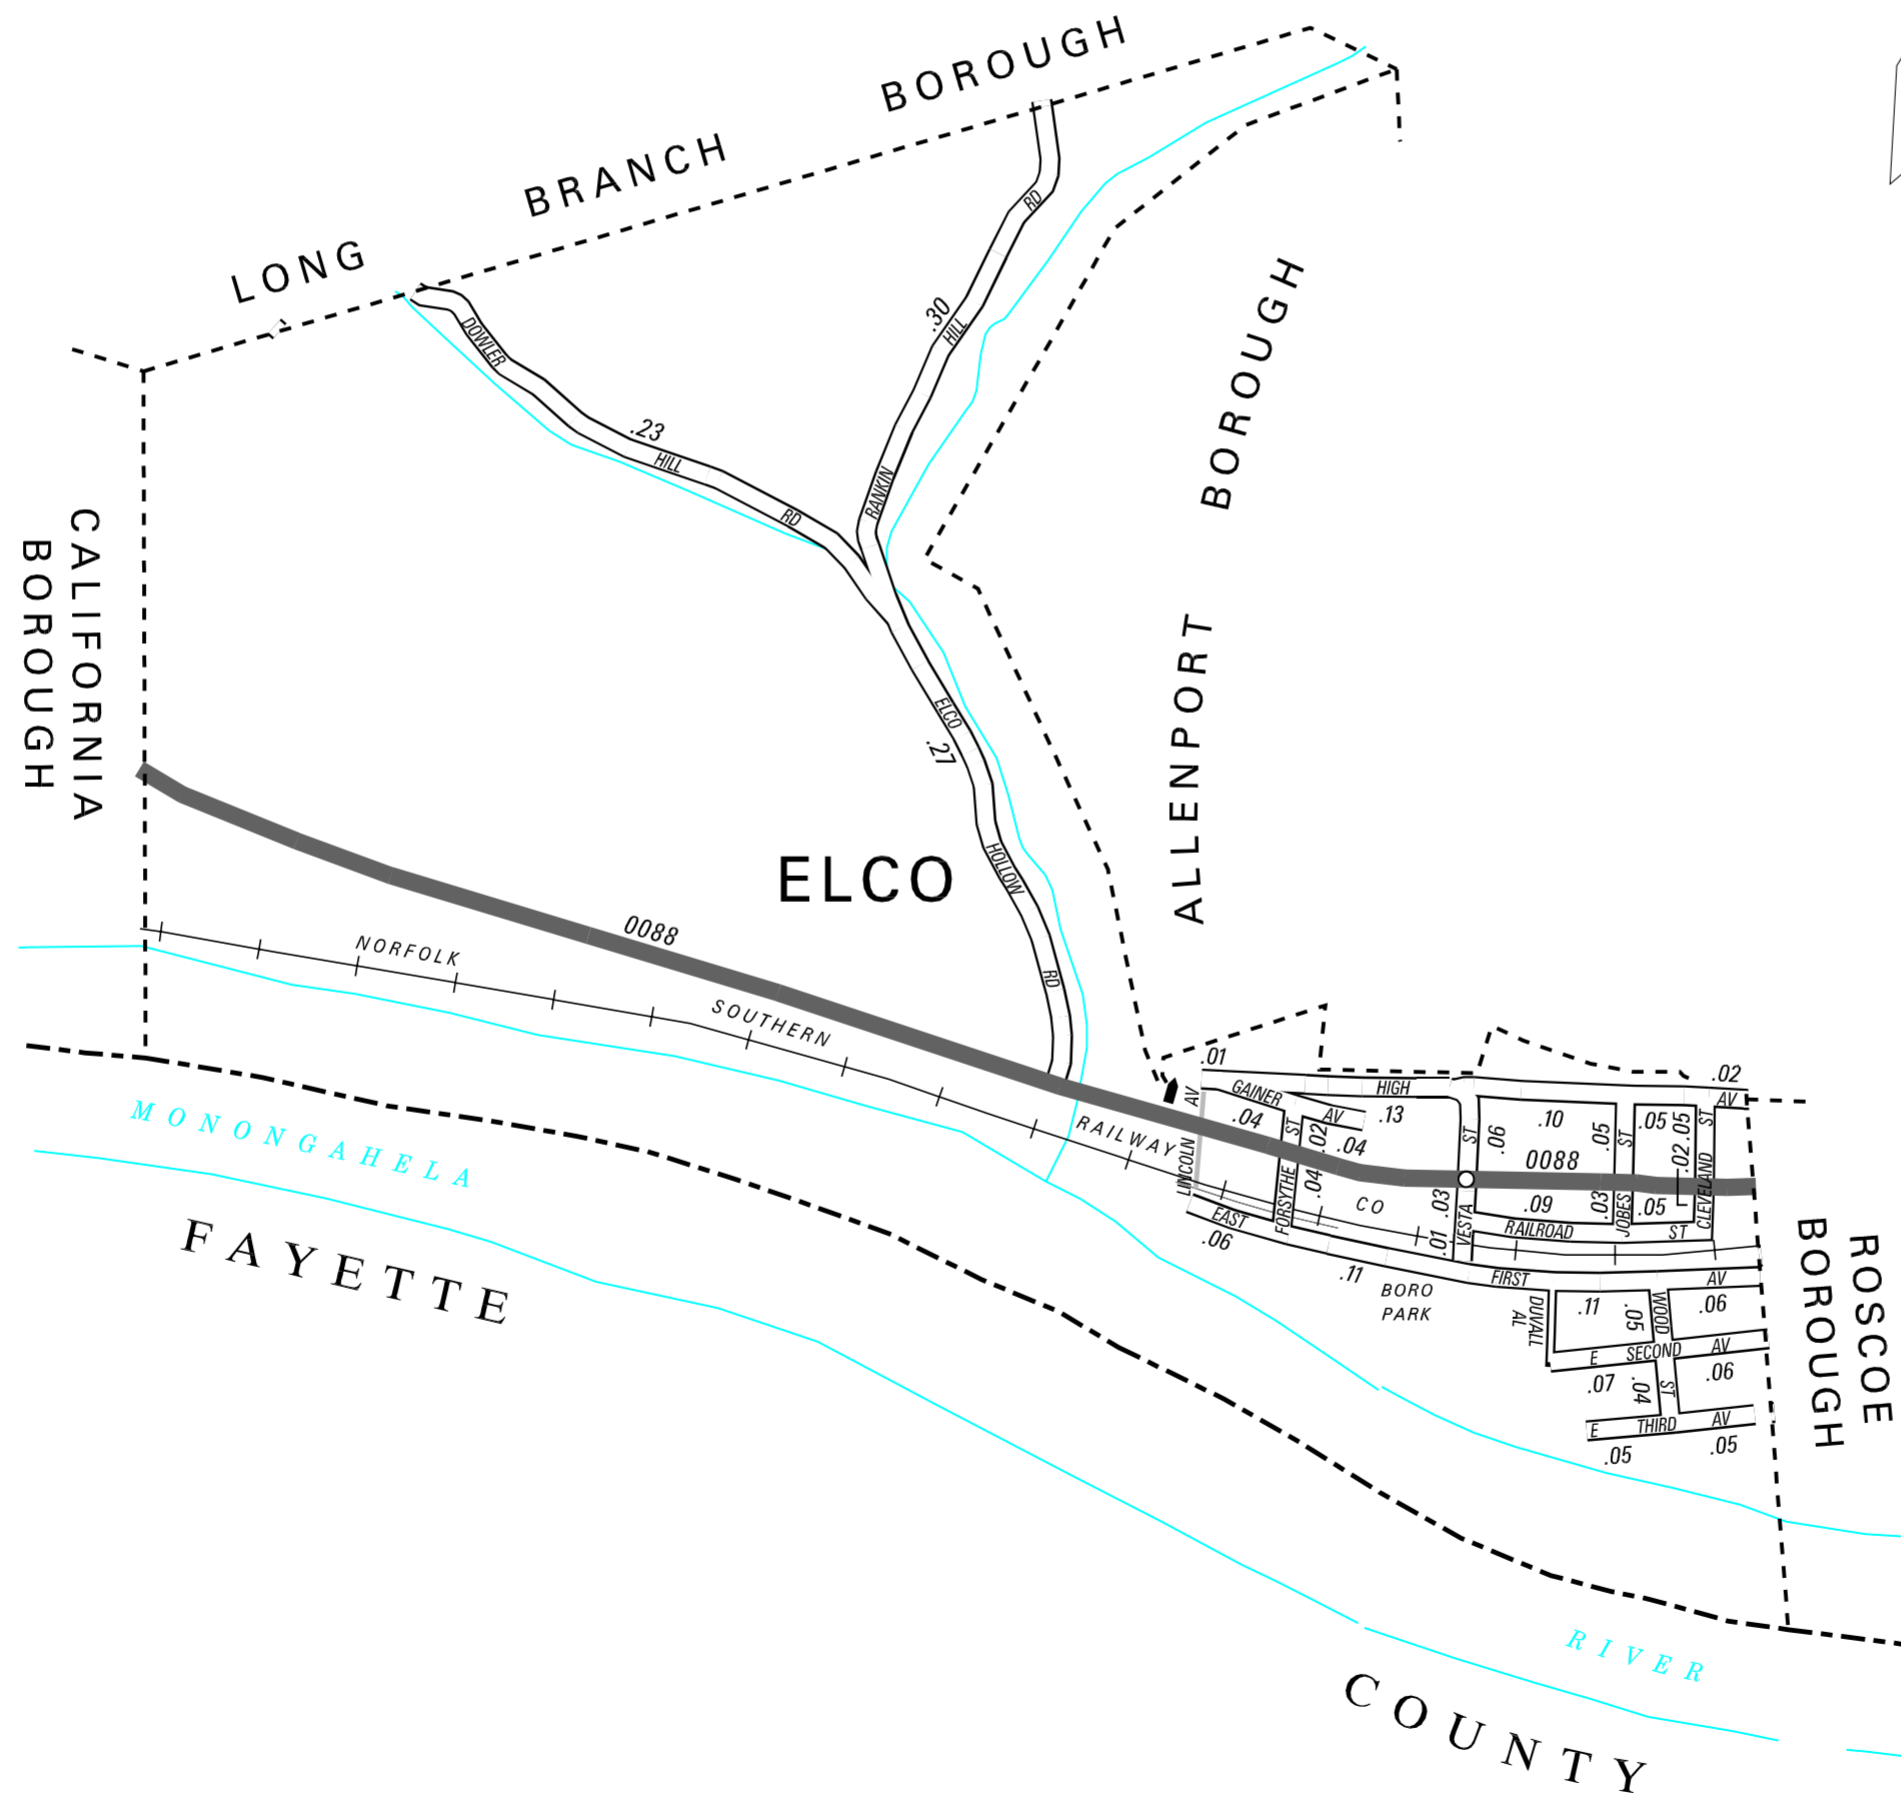 LONG BRANCH BOROUGH
RD
.30
HILL
RANKIN
DOWLER
.23
HILL
RD
CALIFORNIA
BOROUGH
ALLENPORT BOROUGH
ELCO
.27
HOLLOW
RD
ELCO
0088
NORFOLK SOUTHERN RAILWAY CO
.01
.02
AV
GAINER
HIGH
AV
.04
ST
AV
.13
.02
.04
ST
.06
.10
.05
ST
.05
.05
ST
.02
0088
LINCOLN
FORSYTHE
.04
.03
.09
.03
.05
JOBES
CLEVELAND
VESTA
.01
RAILROAD ST
EAST
.06
.11
FIRST AV
BORO
PARK
DUVALL
AL
.11
.05
WOOD
.06
E SECOND AV
.07
.04
ST
.06
E THIRD AV
.05
.05
ROSCOE
BOROUGH
MONONGAHELA RIVER
FAYETTE COUNTY